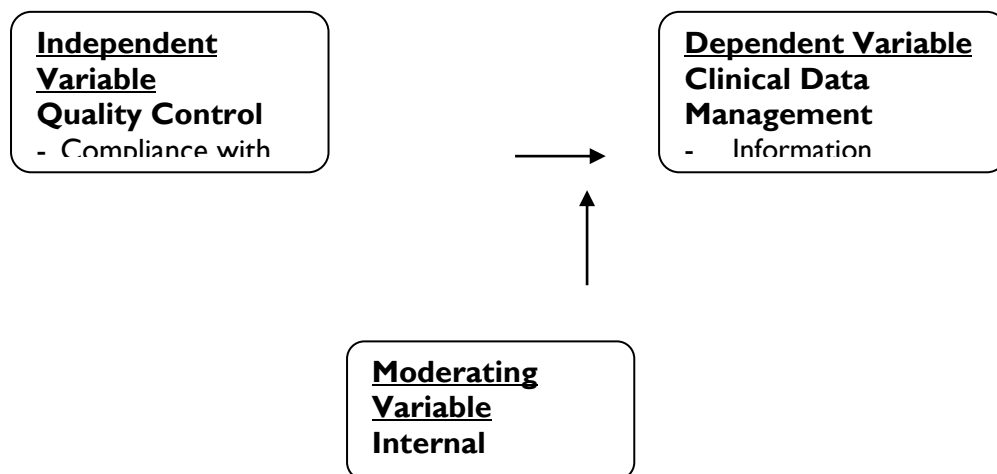 Independent
Variable
Quality Control
- Compliance with
Dependent Variable
Clinical Data
Management
- Information
Moderating
Variable
Internal